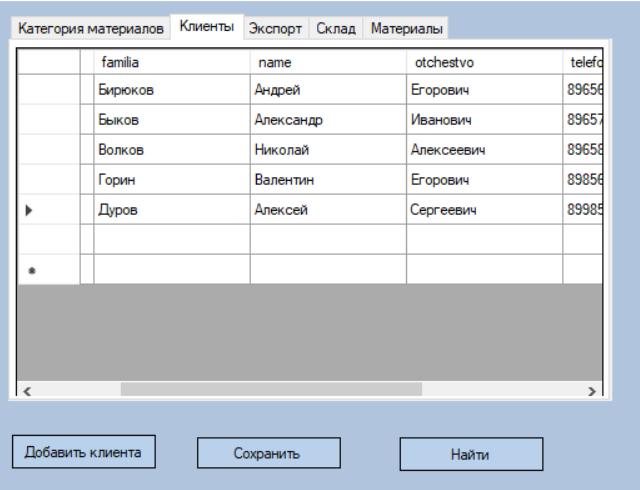 Категория материалов Клиенты Экспорт Склад Материалы
familia name otchestvo telefo
Бирюков Андрей Егорович 89656
Быков Александр Иванович 89657
Волков Николай Алексеевич 89658
Горин Валентин Егорович 89856
Дуров Алексей Сергеевич 89985
Добавить клиента Сохранить Найти